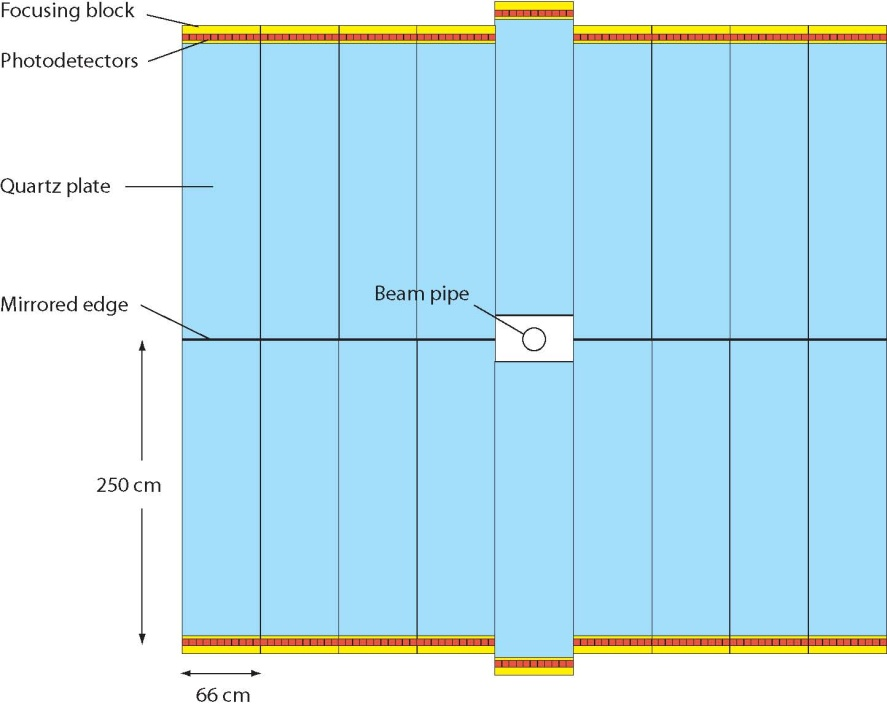 Focusing block
Photodetectors
Quartz plate
Beam pipe
Mirrored edge
250 cm
66 cm